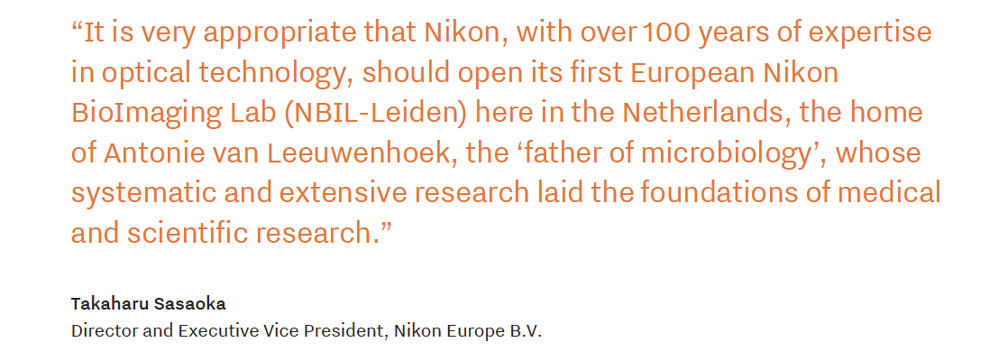 “It is very appropriate that Nikon, with over 100 years of expertise
in optical technology, should open its first European Nikon
BioImaging Lab (NBIL-Leiden) here in the Netherlands, the home
of Antonie van Leeuwenhoek, the ‘father of microbiology’, whose
systematic and extensive research laid the foundations of medical
and scientific research.”
Takaharu Sasaoka
Director and Executive Vice President, Nikon Europe B.V.